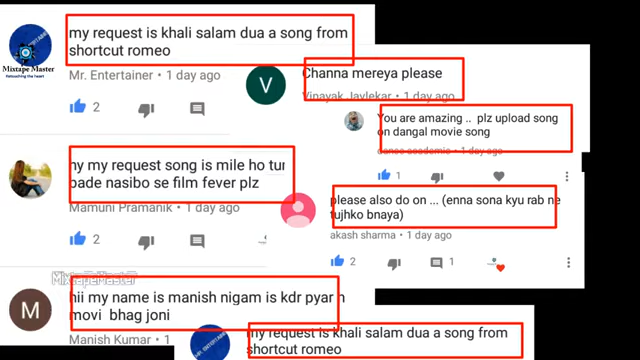 my request is khali salam dua a song from
shortcut romeo
Mixtape Master
Mr. Entertainer • 1 day ago
2
Channa mereya please
V
Vinayak Javlekar • 1 day ago
You are amazing .. plz upload song
on dangal movie song
1 day ago
1
my my request song is mile ho tum
bade nasibo se film fever plz
Mamuni Pramanik • 1 day ago
2
please also do on ... (enna sona kyu rab ne
tujhko bnaya)
akash sharma • 1 day ago
2
1
MixtapeMaster
M
hii my name is manish nigam is kdr pyar h
movi bhag joni
Manish Kumar • 1 day ago
my request is khali salam dua a song from
shortcut romeo